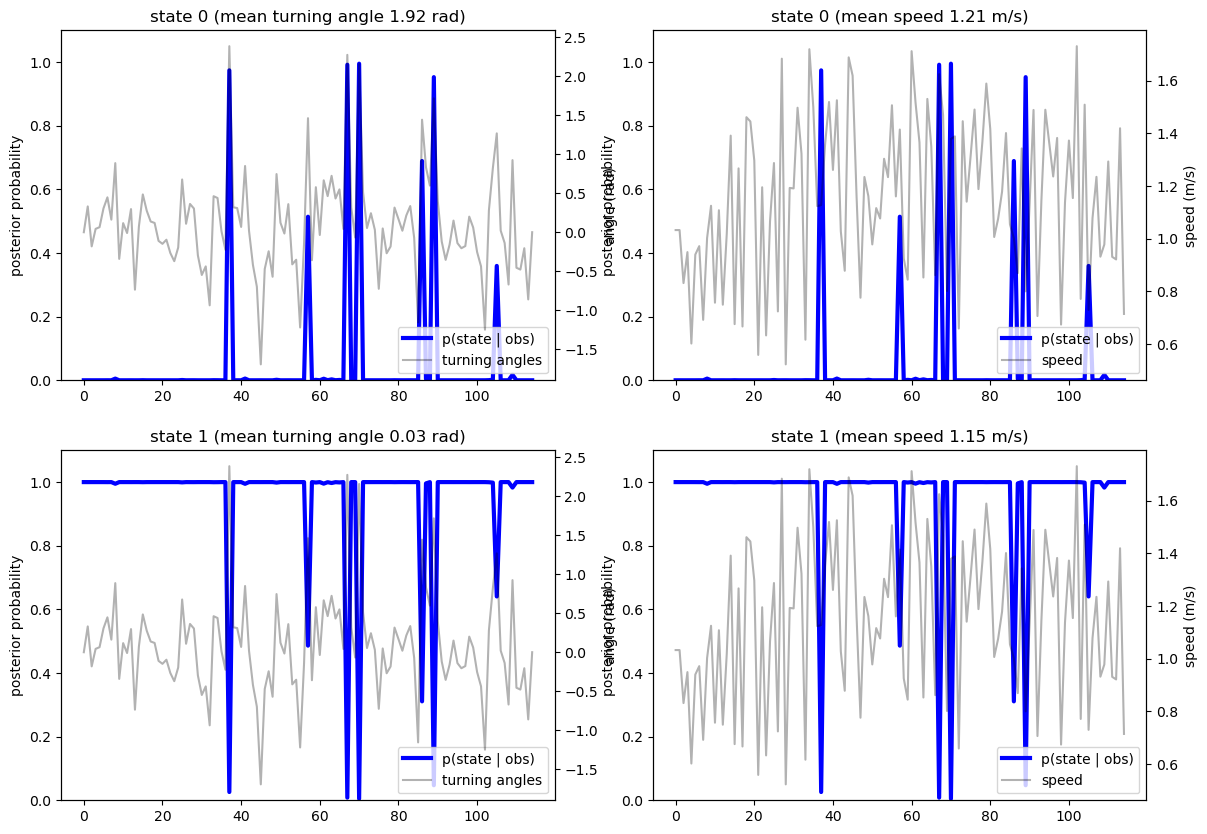 state 0 (mean turning angle 1.92 rad)
posterior probability
1.0
0.8
0.6
0.4
0.2
0.0
2.5
2.0
1.5
1.0
0.5
0.0
−0.5
−1.0
−1.5
angle (rad)
p(state | obs)
turning angles
0 20 40 60 80 100
state 0 (mean speed 1.21 m/s)
posterior probability
1.0
0.8
0.6
0.4
0.2
0.0
1.6
1.4
1.2
1.0
0.8
0.6
speed (m/s)
p(state | obs)
speed
0 20 40 60 80 100
state 1 (mean turning angle 0.03 rad)
posterior probability
1.0
0.8
0.6
0.4
0.2
0.0
2.5
2.0
1.5
1.0
0.5
0.0
−0.5
−1.0
−1.5
angle (rad)
p(state | obs)
turning angles
0 20 40 60 80 100
state 1 (mean speed 1.15 m/s)
posterior probability
1.0
0.8
0.6
0.4
0.2
0.0
1.6
1.4
1.2
1.0
0.8
0.6
speed (m/s)
p(state | obs)
speed
0 20 40 60 80 100